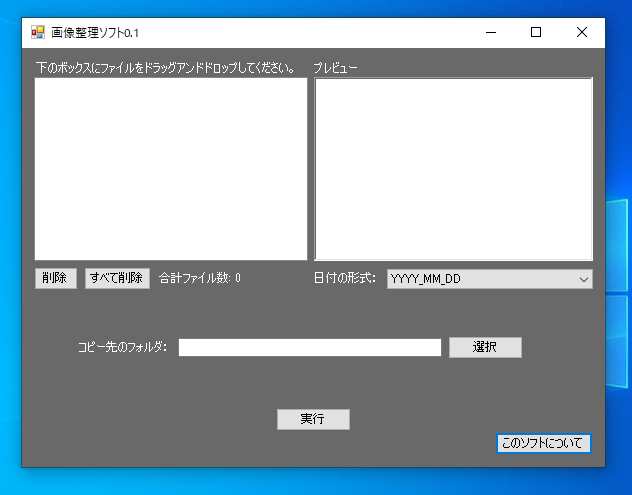 画像整理ソフト0.1
下のボックスにファイルをドラッグアンドドロップしてください。
プレビュー
削除
すべて削除
合計ファイル数: 0
日付の形式:
YYYY_MM_DD
コピー先のフォルダ:
選択
実行
このソフトについて